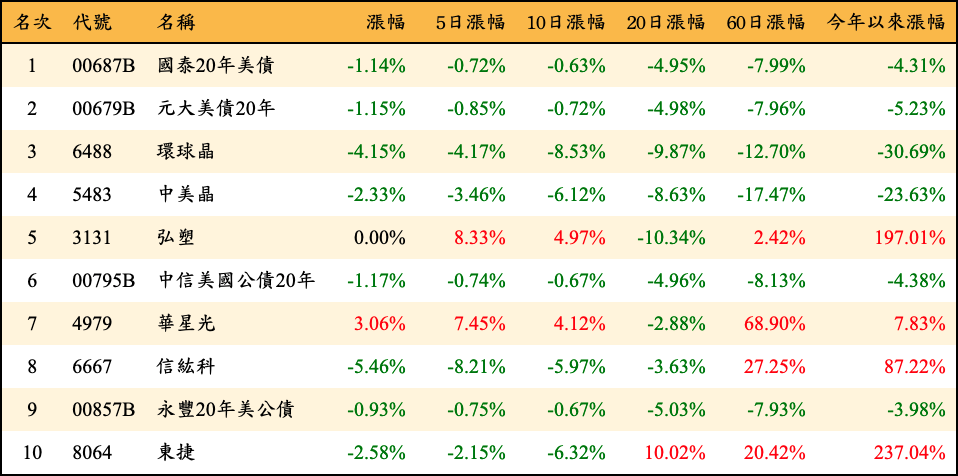 名次 代號 名稱 漲幅 5日漲幅 10日漲幅 20日漲幅 60日漲幅 今年以來漲幅
1 00687B 國泰20年美債 -1.14% -0.72% -0.63% -4.95% -7.99% -4.31%
2 00679B 元大美債20年 -1.15% -0.85% -0.72% -4.98% -7.96% -5.23%
3 6488 環球晶 -4.15% -4.17% -8.53% -9.87% -12.70% -30.69%
4 5483 中美晶 -2.33% -3.46% -6.12% -8.63% -17.47% -23.63%
5 3131 弘塑 0.00% 8.33% 4.97% -10.34% 2.42% 197.01%
6 00795B 中信美國公債20年 -1.17% -0.74% -0.67% -4.96% -8.13% -4.38%
7 4979 華星光 3.06% 7.45% 4.12% -2.88% 68.90% 7.83%
8 6667 信紘科 -5.46% -8.21% -5.97% -3.63% 27.25% 87.22%
9 00857B 永豐20年美公債 -0.93% -0.75% -0.67% -5.03% -7.93% -3.98%
10 8064 東捷 -2.58% -2.15% -6.32% 10.02% 20.42% 237.04%